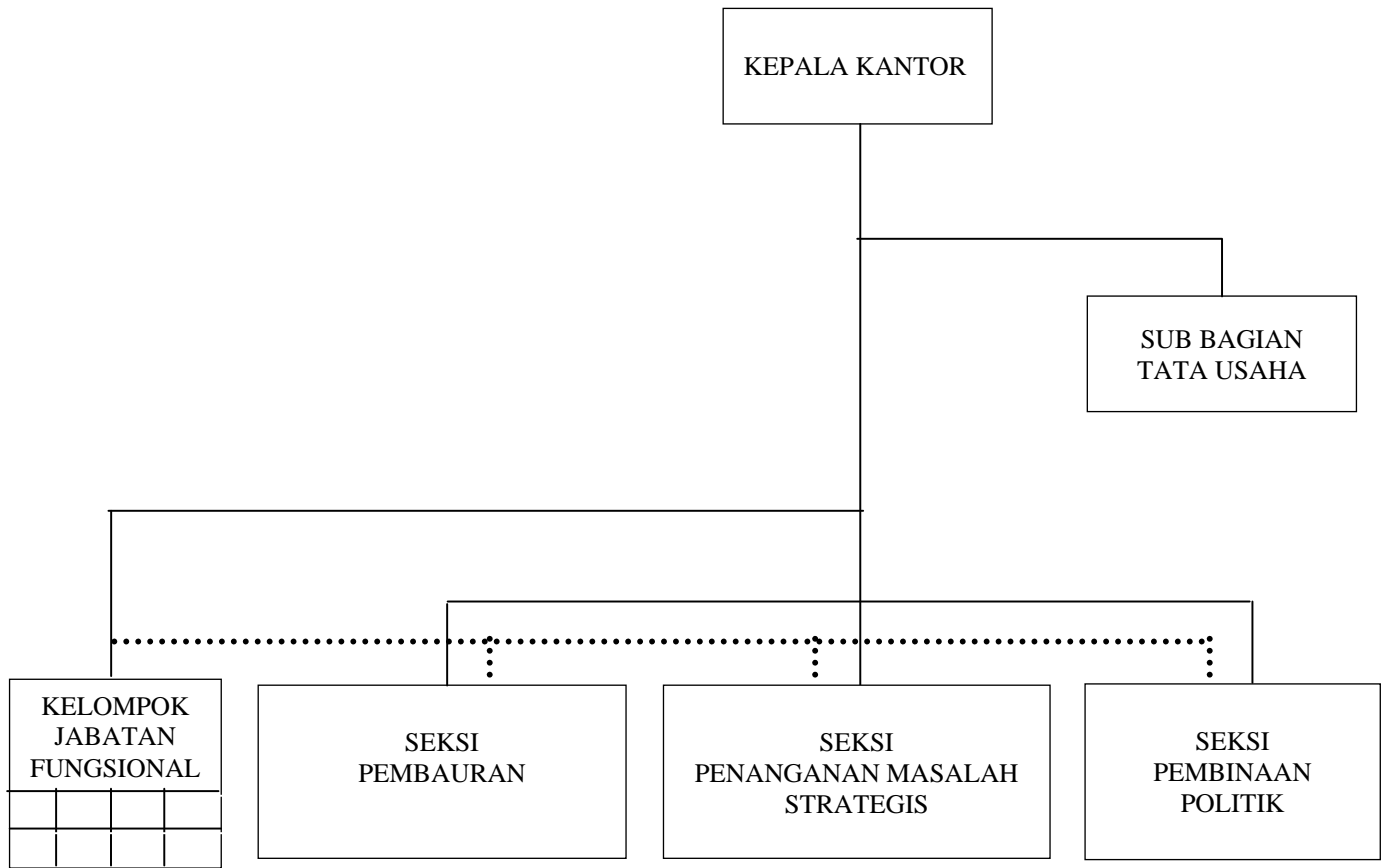 KEPALA KANTOR
SUB BAGIAN
TATA USAHA
KELOMPOK
JABATAN
FUNGSIONAL
SEKSI
PEMBAURAN
SEKSI
PENANGANAN MASALAH
STRATEGIS
SEKSI
PEMBINAAN
POLITIK